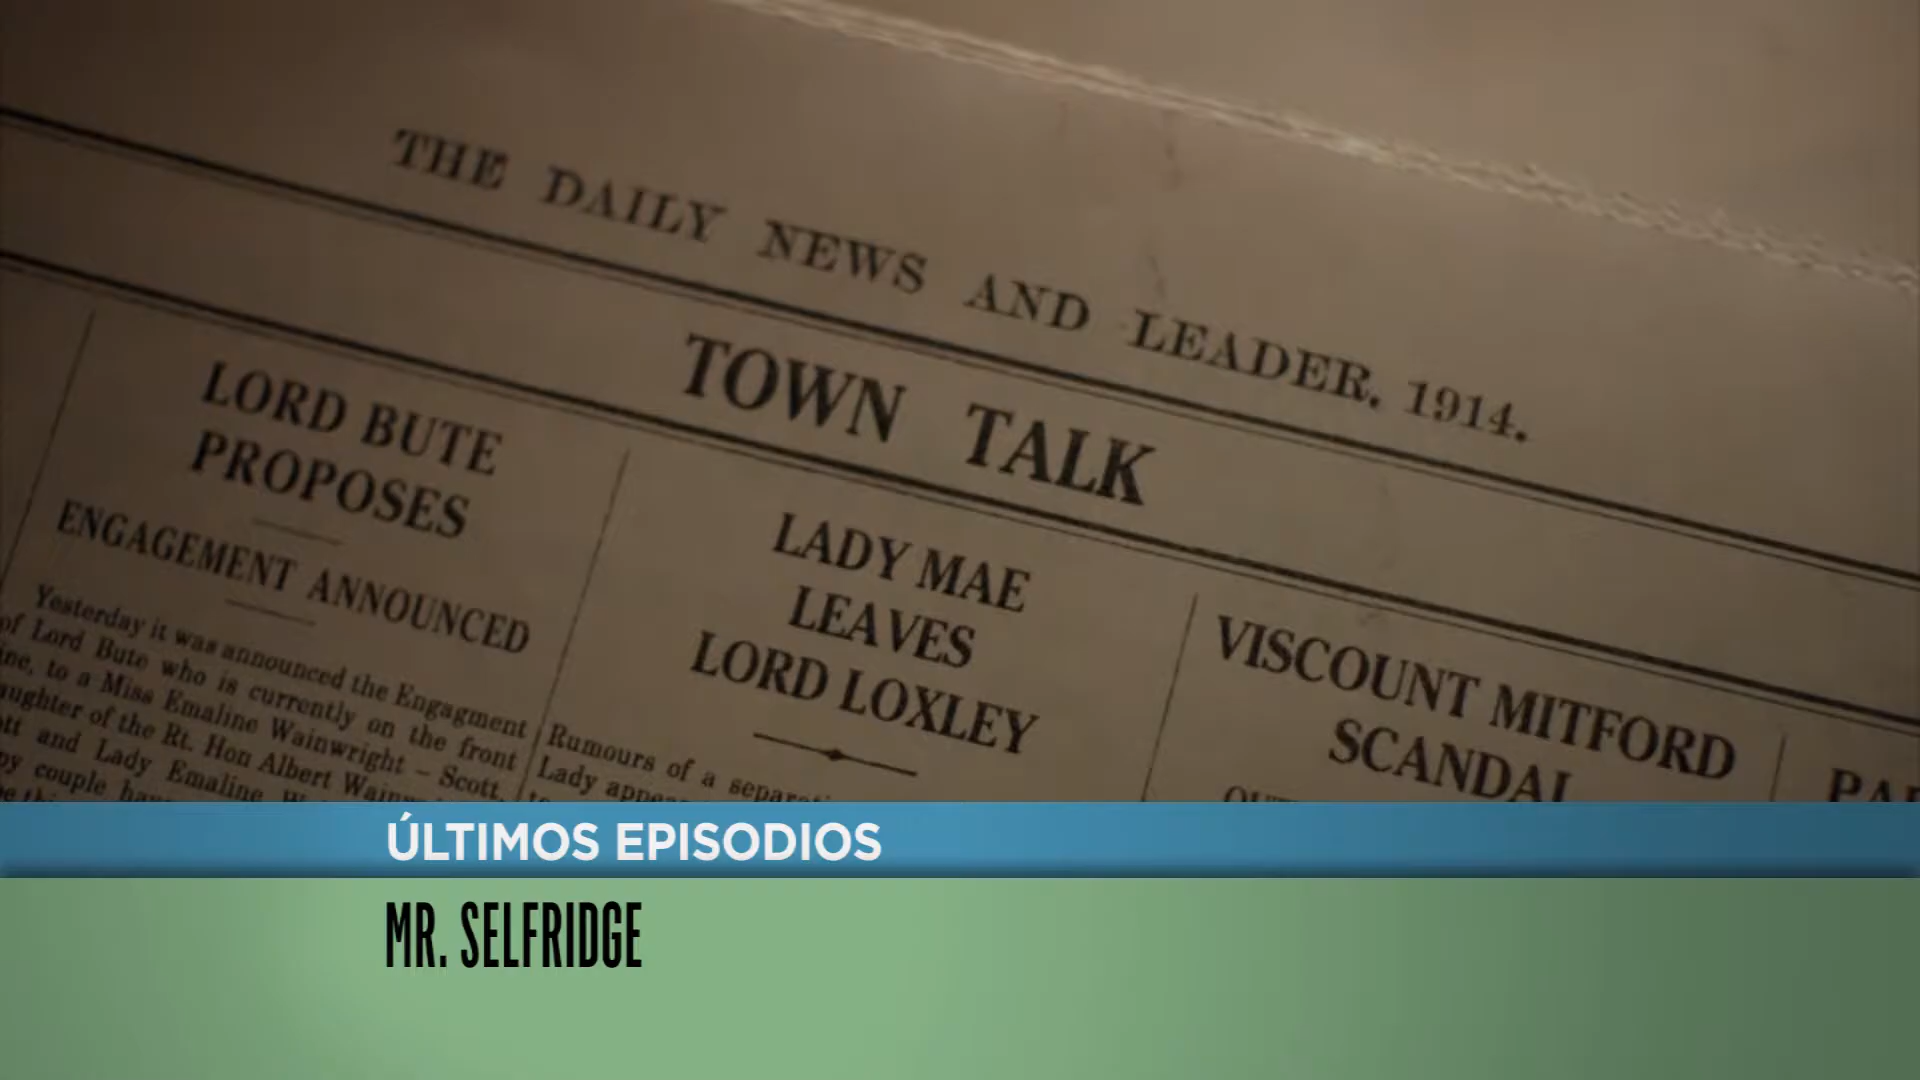 THE DAILY NEWS AND LEADER, 1914.
TOWN TALK
LORD BUTE
PROPOSES
ENGAGEMENT ANNOUNCED
Yesterday it was announced the Engagment
of Lord Bute who is currently on the front
to a Miss Emaline Wainwright – Scott,
of the Rt. Hon Albert
and Lady Emaline
couple
LADY MAE
LEAVES
LORD LOXLEY
Rumours of a
Lady
VISCOUNT MITFORD
SCANDAL
ÚLTIMOS EPISODIOS
MR. SELFRIDGE